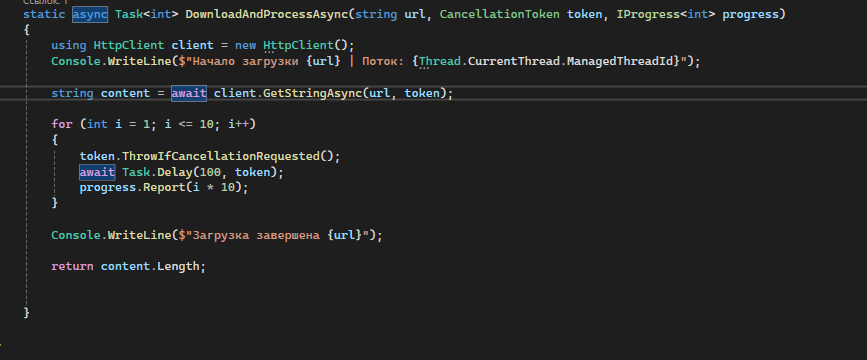 Ссылок: 1
static async Task<int> DownloadAndProcessAsync(string url, CancellationToken token, IProgress<int> progress)
{
using HttpClient client = new HttpClient();
Console.WriteLine($"Начало загрузки {url} | Поток: {Thread.CurrentThread.ManagedThreadId}");
string content = await client.GetStringAsync(url, token);
for (int i = 1; i <= 10; i++)
{
token.ThrowIfCancellationRequested();
await Task.Delay(100, token);
progress.Report(i * 10);
}
Console.WriteLine($"Загрузка завершена {url}");
return content.Length;
}